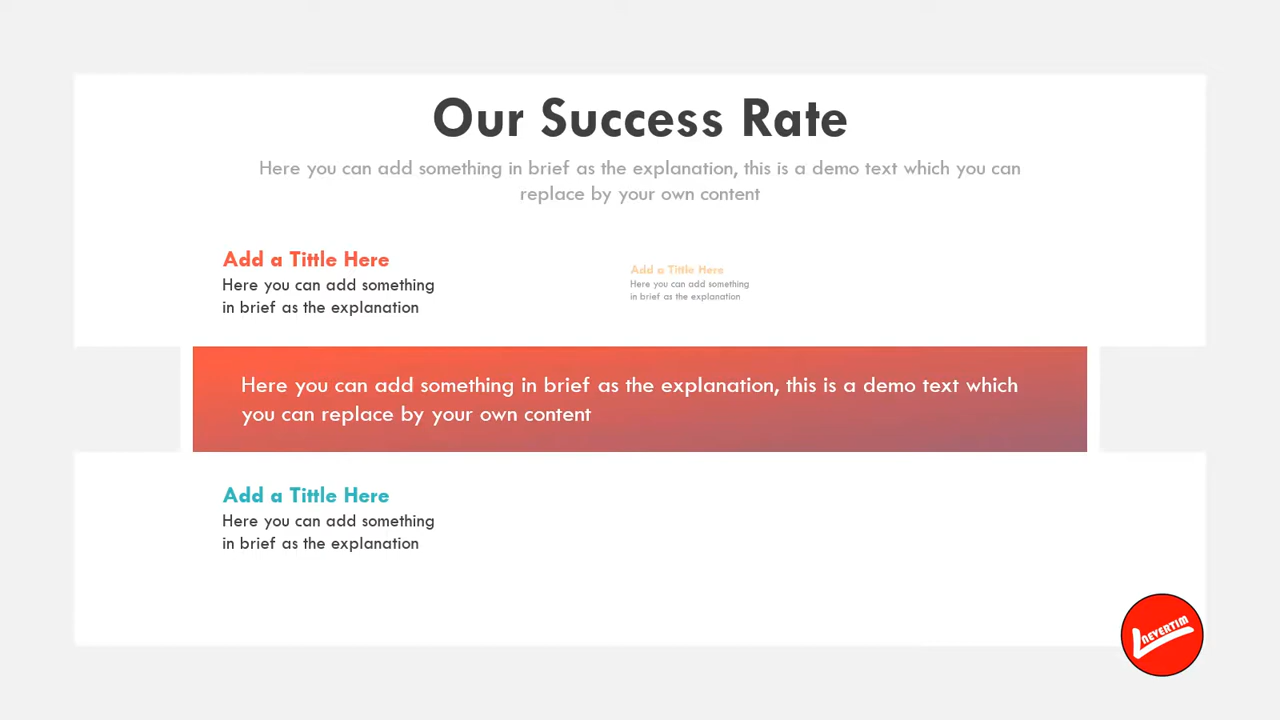 Our Success Rate
Here you can add something in brief as the explanation, this is a demo text which you can
replace by your own content
Add a Tittle Here
Here you can add something
in brief as the explanation
Add a Tittle Here
Here you can add something
in brief as the explanation
Here you can add something in brief as the explanation, this is a demo text which
you can replace by your own content
Add a Tittle Here
Here you can add something
in brief as the explanation
NEVERTIM